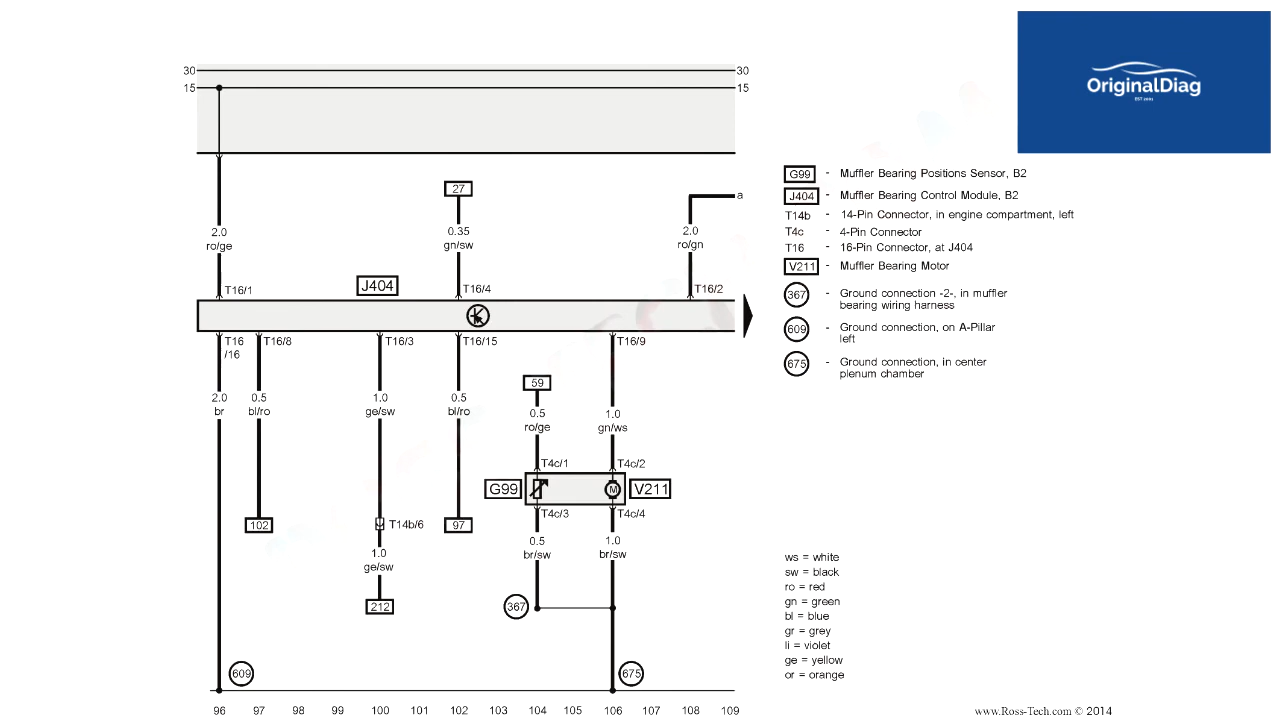 OriginalDiag
EST 2001
30 30
15 15
27
a
2.0
ro/ge
0.35
gn/sw
2.0
ro/gn
T16/1
J404
T16/4
T16/2
T16
/16
T16/8
T16/3
T16/15
T16/9
59
2.0
br
0.5
bl/ro
1.0
ge/sw
0.5
bl/ro
0.5
ro/ge
1.0
gn/ws
T4c/1
T4c/2
G99
M
V211
T4c/3
T4c/4
102
T14b/6
97
0.5
br/sw
1.0
br/sw
1.0
ge/sw
212
367
609
675
96 97 98 99 100 101 102 103 104 105 106 107 108 109
G99 - Muffler Bearing Positions Sensor, B2
J404 - Muffler Bearing Control Module, B2
T14b - 14-Pin Connector, in engine compartment, left
T4c - 4-Pin Connector
T16 - 16-Pin Connector, at J404
V211 - Muffler Bearing Motor
367 - Ground connection -2-, in muffler
bearing wiring harness
609 - Ground connection, on A-Pillar
left
675 - Ground connection, in center
plenum chamber
ws = white
sw = black
ro = red
gn = green
bl = blue
gr = grey
li = violet
ge = yellow
or = orange
www.Ross-Tech.com © 2014